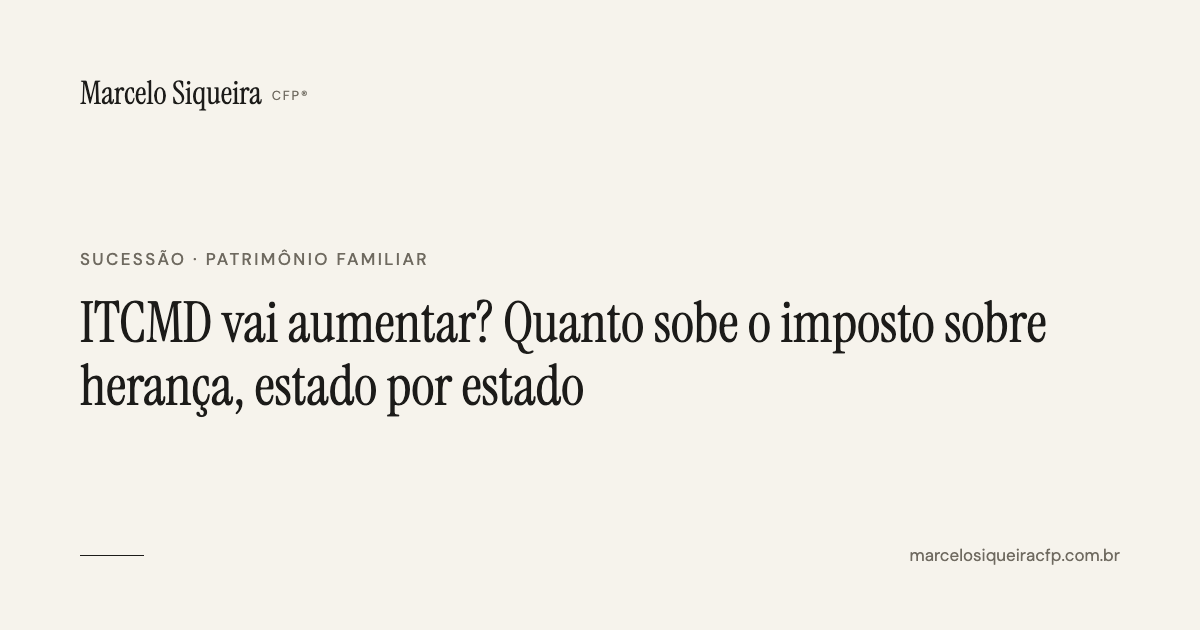 Marcelo Siqueira CFP®
SUCESSÃO · PATRIMÔNIO FAMILIAR
ITCMD vai aumentar? Quanto sobe o imposto sobre
herança, estado por estado
marcelosiqueiracfp.com.br